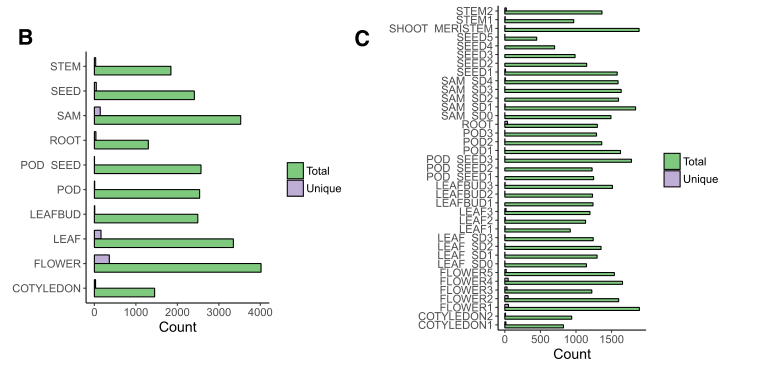 B
STEM
SEED
SAM
ROOT
POD SEED
POD
LEAFBUD
LEAF
FLOWER
COTYLEDON
0 1000 2000 3000 4000
Count
Total
Unique
C
STEM2
STEM1
SHOOT MERISTEM
SEED5
SEED4
SEED3
SEED2
SEED1
SAM SD4
SAM SD3
SAM SD2
SAM SD1
SAM SD0
ROOT
POD3
POD2
POD1
POD SEED3
POD SEED2
POD SEED1
LEAFBUD3
LEAFBUD2
LEAFBUD1
LEAF3
LEAF2
LEAF1
LEAF SD3
LEAF SD2
LEAF SD1
LEAF SD0
FLOWER5
FLOWER4
FLOWER3
FLOWER2
FLOWER1
COTYLEDON2
COTYLEDON1
0 500 1000 1500
Count
Total
Unique